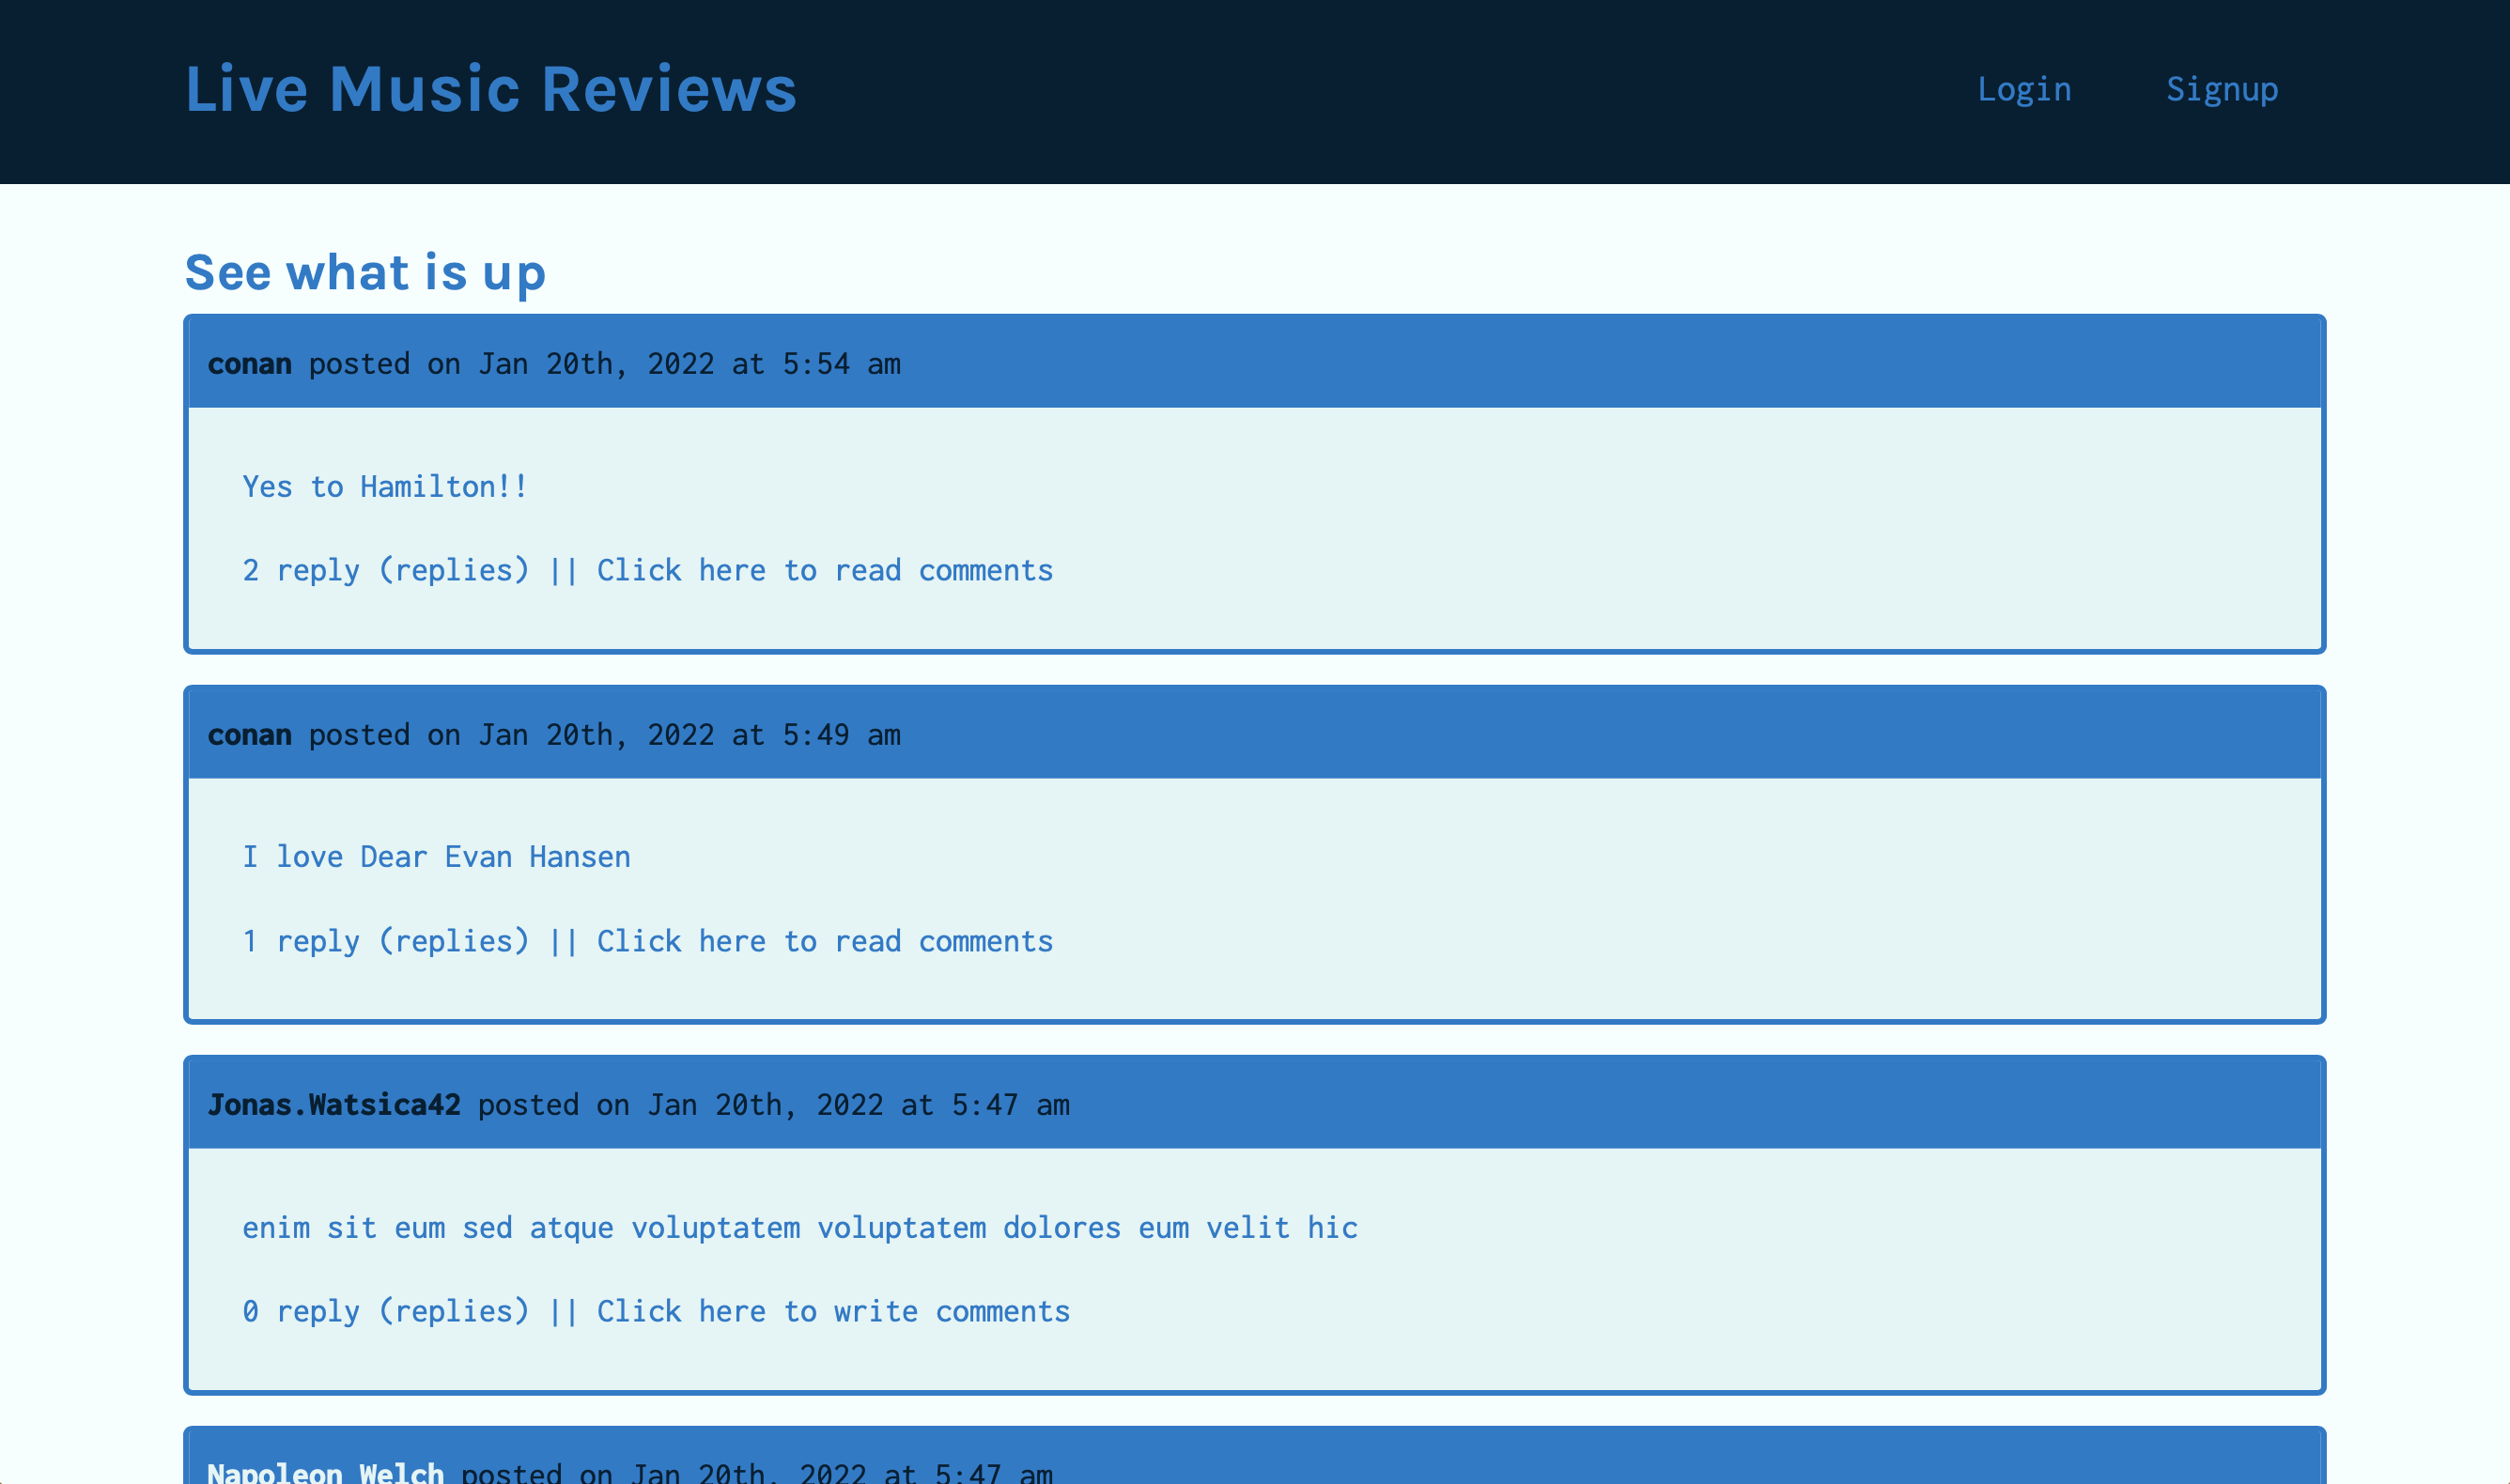 Live Music Reviews
Login
Signup
See what is up
conan posted on Jan 20th, 2022 at 5:54 am
Yes to Hamilton!!
2 reply (replies) || Click here to read comments
conan posted on Jan 20th, 2022 at 5:49 am
I love Dear Evan Hansen
1 reply (replies) || Click here to read comments
Jonas.Watsica42 posted on Jan 20th, 2022 at 5:47 am
enim sit eum sed atque voluptatem voluptatem dolores eum velit hic
0 reply (replies) || Click here to write comments
Napoleon_Welch posted on Jan 20th, 2022 at 5:47 am